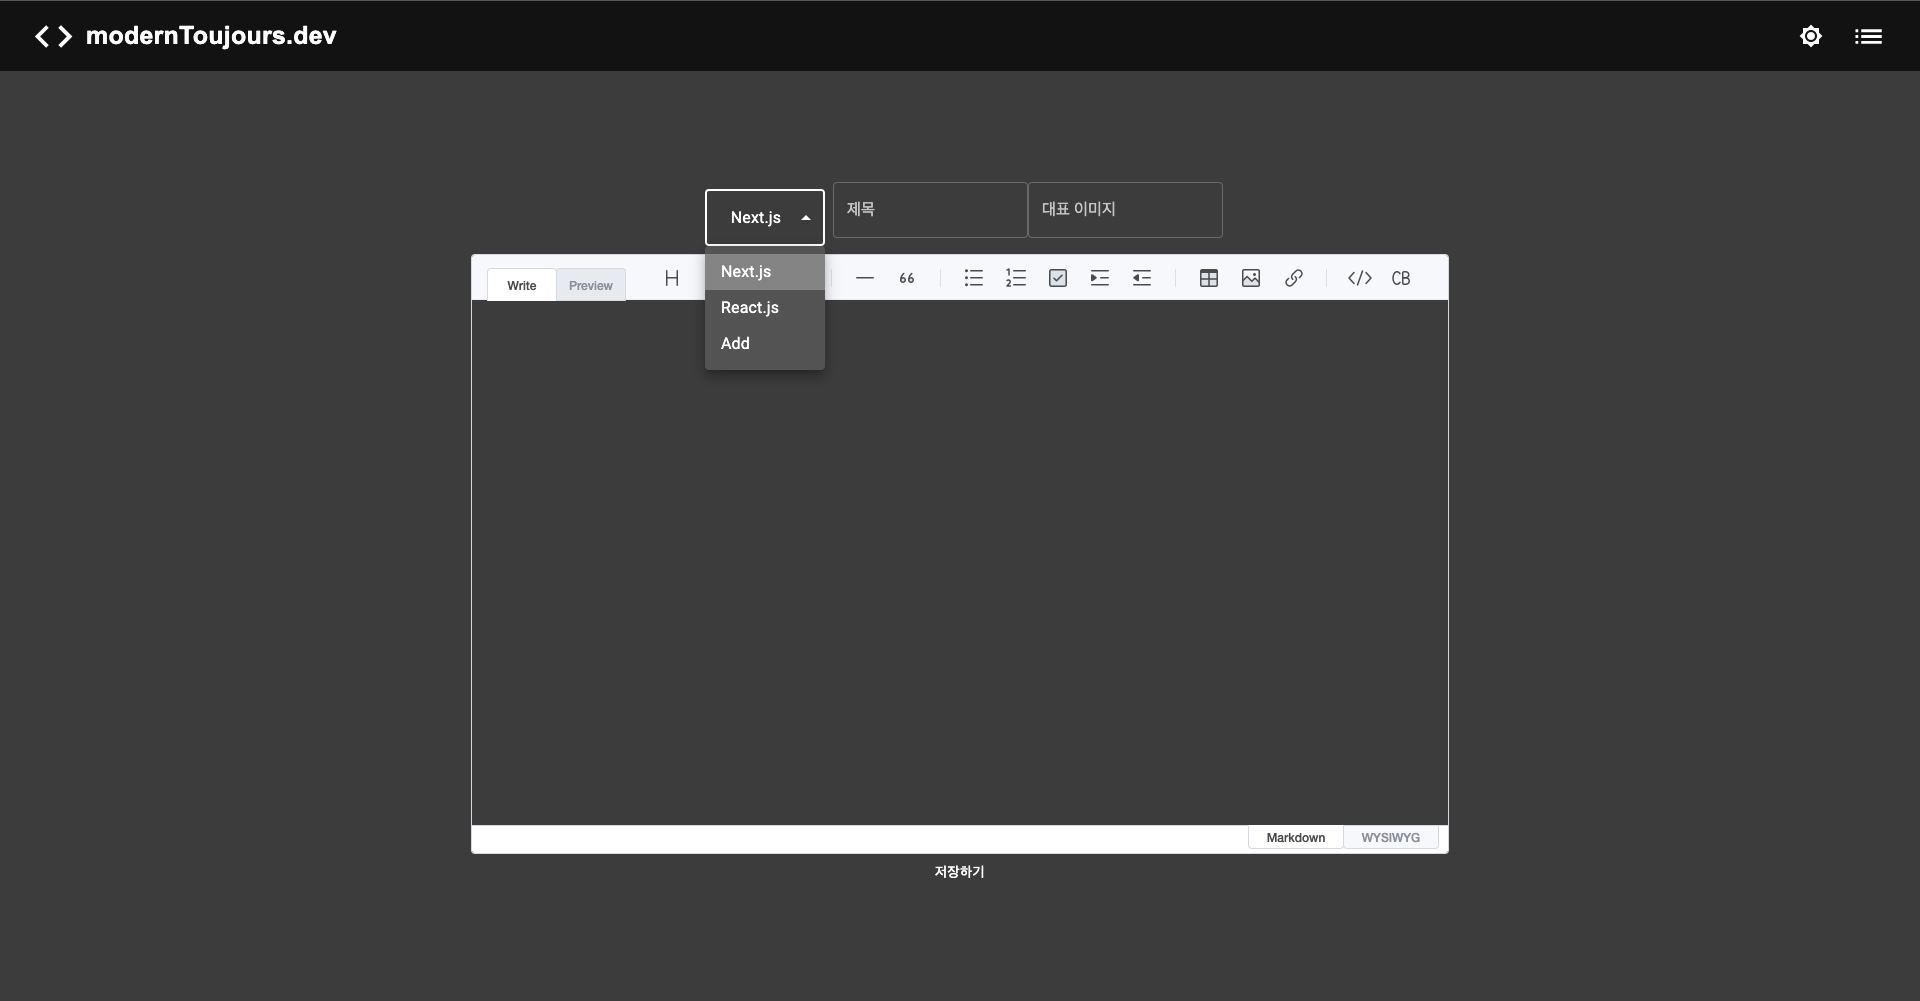 < > modernToujours.dev
Next.js
제목
대표 이미지
Next.js
React.js
Add
Write
Preview
H
66
CB
Markdown
WYSIWYG
저장하기